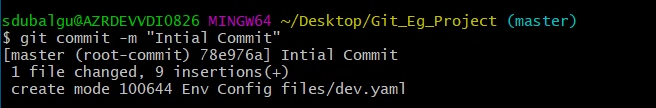 sdubalgu@AZRDEVVDI0826 MINGW64 ~/Desktop/Git_Eg_Project (master)
$ git commit -m "Intial Commit"
[master (root-commit) 78e976a] Intial Commit
 1 file changed, 9 insertions(+)
 create mode 100644 Env Config files/dev.yaml